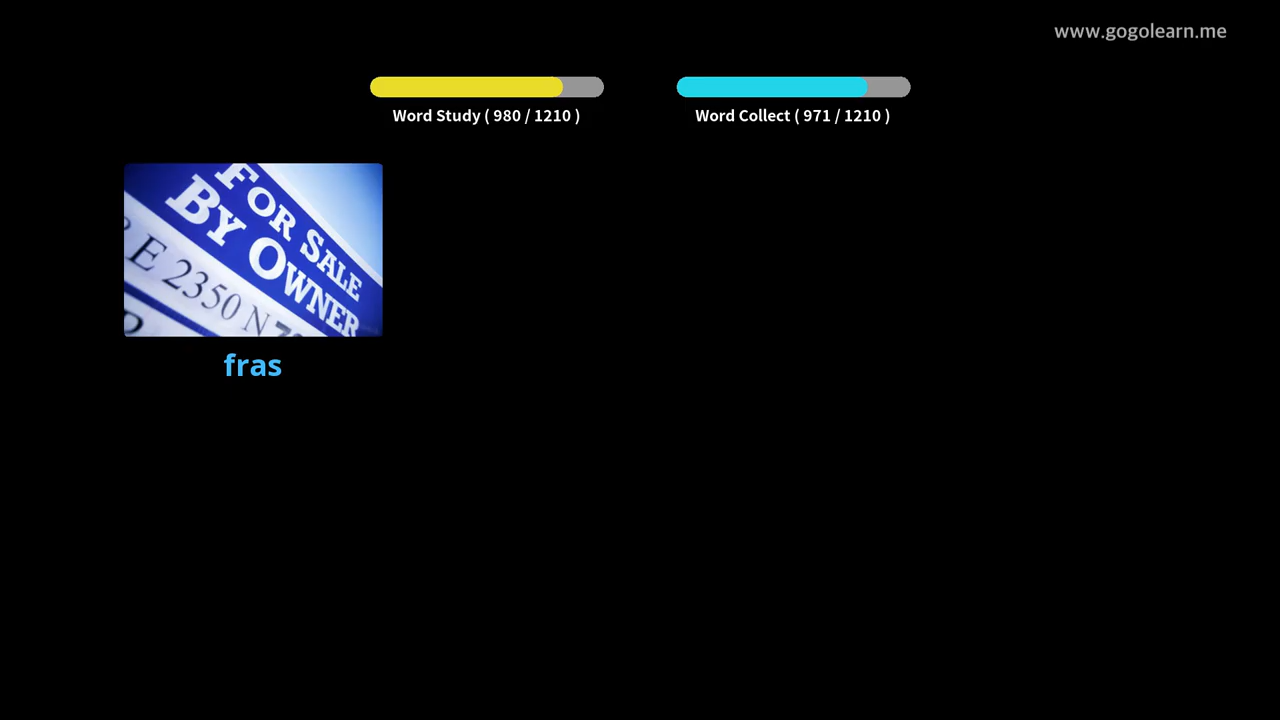 www.gogolearn.me
Word Study ( 980 / 1210 )
Word Collect ( 971 / 1210 )
FOR SALE
BY OWNER
E 2350 N
fras